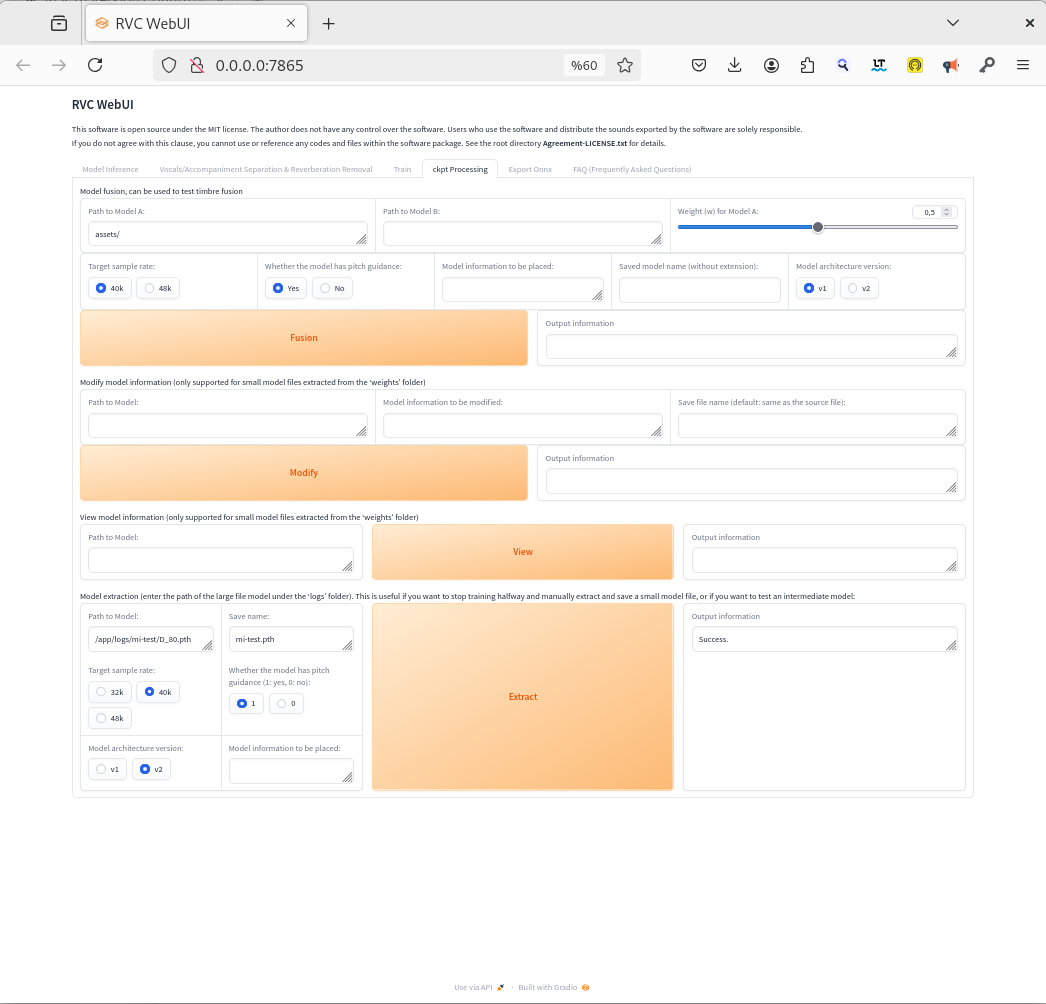 RVC WebUI
0.0.0.0:7865
%60
RVC WebUI
This software is open source under the MIT license. The author does not have any control over the software. Users who use the software and distribute the sounds exported by the software are solely responsible.
If you do not agree with this clause, you cannot use or reference any codes and files within the software package. See the root directory Agreement-LICENSE.txt for details.
Model Inference Vocals/Accompaniment Separation & Reverberation Removal Train ckpt Processing Export Onnx FAQ (Frequently Asked Questions)
Model fusion, can be used to test timbre fusion
Path to Model A: Path to Model B: Weight (w) for Model A: 0,5
assets/
Target sample rate: Whether the model has pitch guidance: Model information to be placed: Saved model name (without extension): Model architecture version:
40k 48k Yes No v1 v2
Fusion
Output information
Modify model information (only supported for small model files extracted from the 'weights' folder)
Path to Model: Model information to be modified: Save file name (default: same as the source file):
Modify
Output information
View model information (only supported for small model files extracted from the 'weights' folder)
Path to Model:
View
Output information
Model extraction (enter the path of the large file model under the 'logs' folder). This is useful if you want to stop training halfway and manually extract and save a small model file, or if you want to test an intermediate model:
Path to Model: Save name:
/app/logs/mi-test/D_80.pth mi-test.pth
Target sample rate: Whether the model has pitch
guidance (1: yes, 0: no):
32k 40k 1 0
48k
Model architecture version: Model information to be placed:
v1 v2
Extract
Output information
Success.
Use via API · Built with Gradio
LT